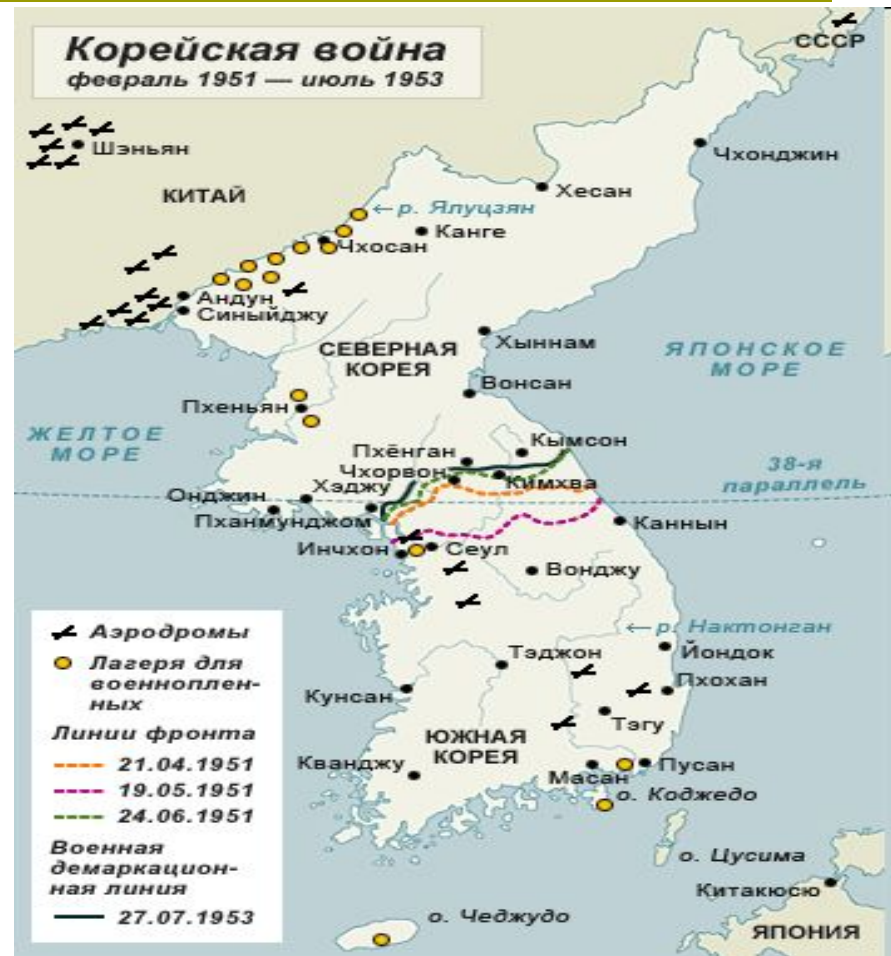 Корейская война
февраль 1951 — июль 1953
СССР
Шэньян
Чхонджин
КИТАЙ
Хесан
← р. Ялуцзян
Канге
Чхосан
Андун
Синыйджу
СЕВЕРНАЯ
КОРЕЯ
Хыннам
ЯПОНСКОЕ
МОРЕ
Вонсан
Пхеньян
ЖЕЛТОЕ
МОРЕ
Кымсон
Пхёнган
Чхорвон
Кимхва
38-я
параллель
Хэджу
Онджин
Пханмунджом
Каннын
Инчхон
Сеул
Вонджу
Аэродромы
Лагеря для
военноплен-
ных
Линии фронта
21.04.1951
19.05.1951
24.06.1951
Военная
демаркацион-
ная линия
27.07.1953
← р. Нактонган
Тэджон
Йондок
Пхохан
Кунсан
Тэгу
ЮЖНАЯ
КОРЕЯ
Кванджу
Масан
Пусан
о. Коджедо
о. Цусима
Китакюсю
о. Чеджудо
ЯПОНИЯ